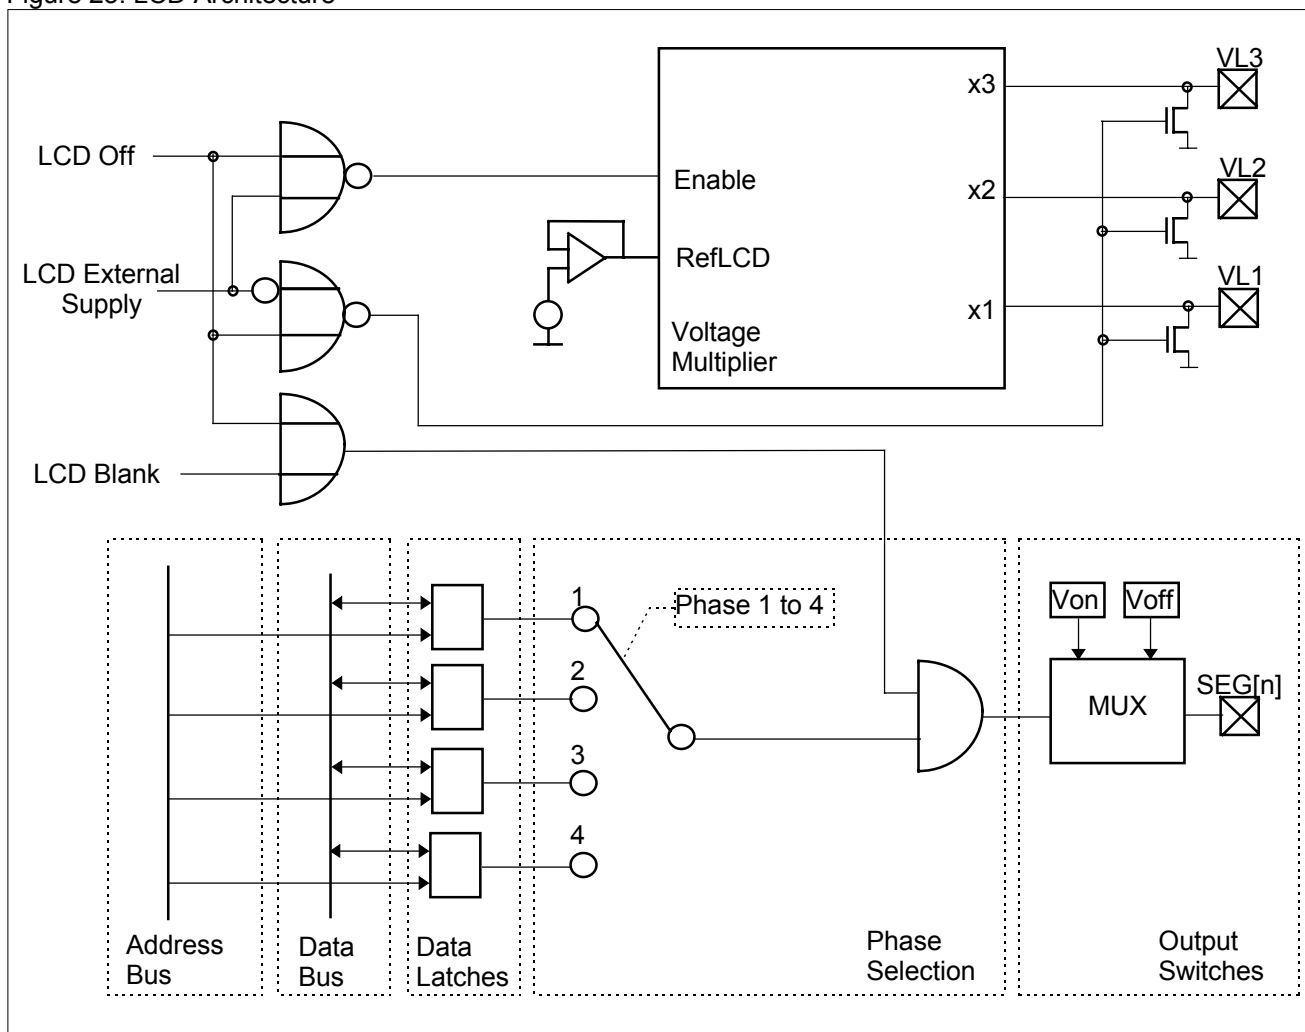 Figure 23. LCD Architecture
VL3
x3
LCD Off
Enable
x2
VL2
LCD External
Supply
RefLCD
VL1
x1
Voltage
Multiplier
LCD Blank
1
Phase 1 to 4
Von
Voff
2
MUX
SEG[n]
3
4
Address
Bus
Data
Bus
Data
Latches
Phase
Selection
Output
Switches